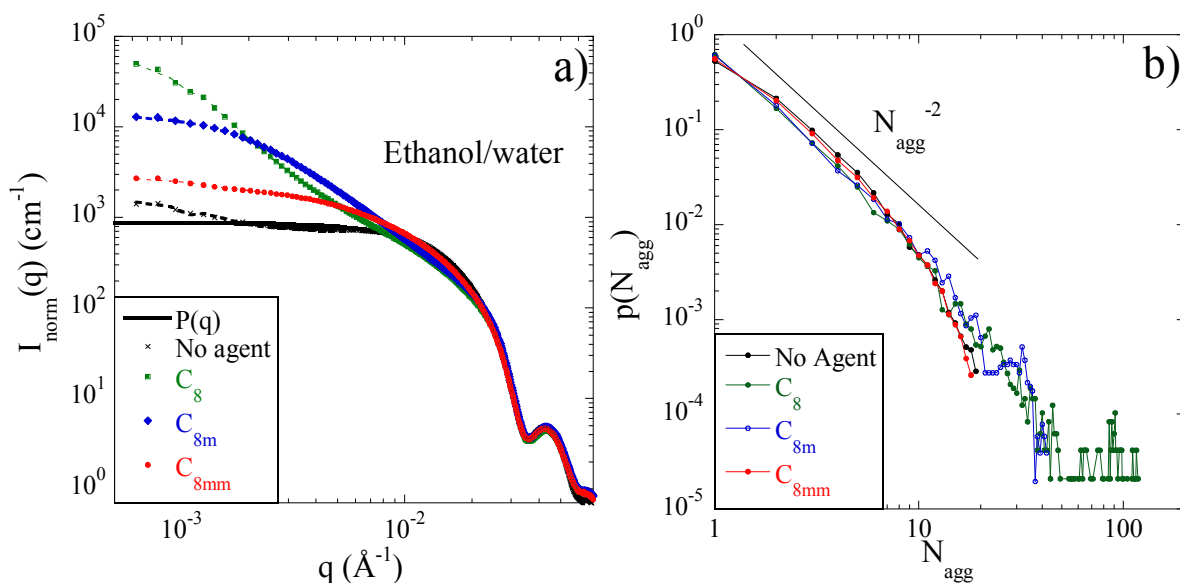 a)
Ethanol/water
I_norm(q) (cm^-1)
10^5
10^4
10^3
10^2
10^1
10^0
P(q)
No agent
C_8
C_8m
C_8mm
10^-3
10^-2
q (Å^-1)
b)
N_agg^-2
p(N_agg)
10^0
10^-1
10^-2
10^-3
10^-4
10^-5
No Agent
C_8
C_8m
C_8mm
1
10
100
N_agg